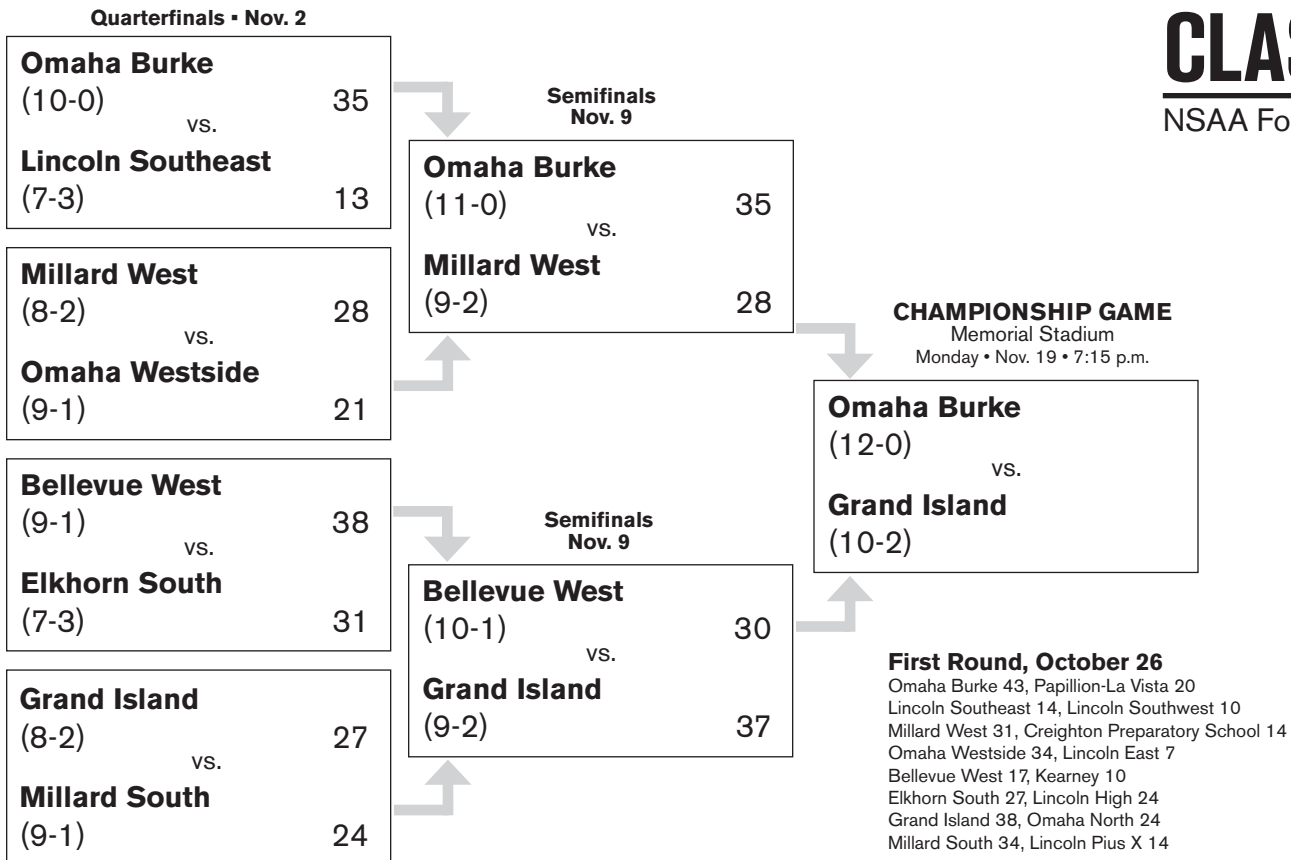 Quarterfinals ▪ Nov. 2
Omaha Burke
(10-0) 35
vs.
Lincoln Southeast
(7-3) 13
Millard West
(8-2) 28
vs.
Omaha Westside
(9-1) 21
Bellevue West
(9-1) 38
vs.
Elkhorn South
(7-3) 31
Grand Island
(8-2) 27
vs.
Millard South
(9-1) 24
Semifinals
Nov. 9
Omaha Burke
(11-0) 35
vs.
Millard West
(9-2) 28
Semifinals
Nov. 9
Bellevue West
(10-1) 30
vs.
Grand Island
(9-2) 37
CLAS
NSAA Fo
CHAMPIONSHIP GAME
Memorial Stadium
Monday • Nov. 19 • 7:15 p.m.
Omaha Burke
(12-0)
vs.
Grand Island
(10-2)
First Round, October 26
Omaha Burke 43, Papillion-La Vista 20
Lincoln Southeast 14, Lincoln Southwest 10
Millard West 31, Creighton Preparatory School 14
Omaha Westside 34, Lincoln East 7
Bellevue West 17, Kearney 10
Elkhorn South 27, Lincoln High 24
Grand Island 38, Omaha North 24
Millard South 34, Lincoln Pius X 14